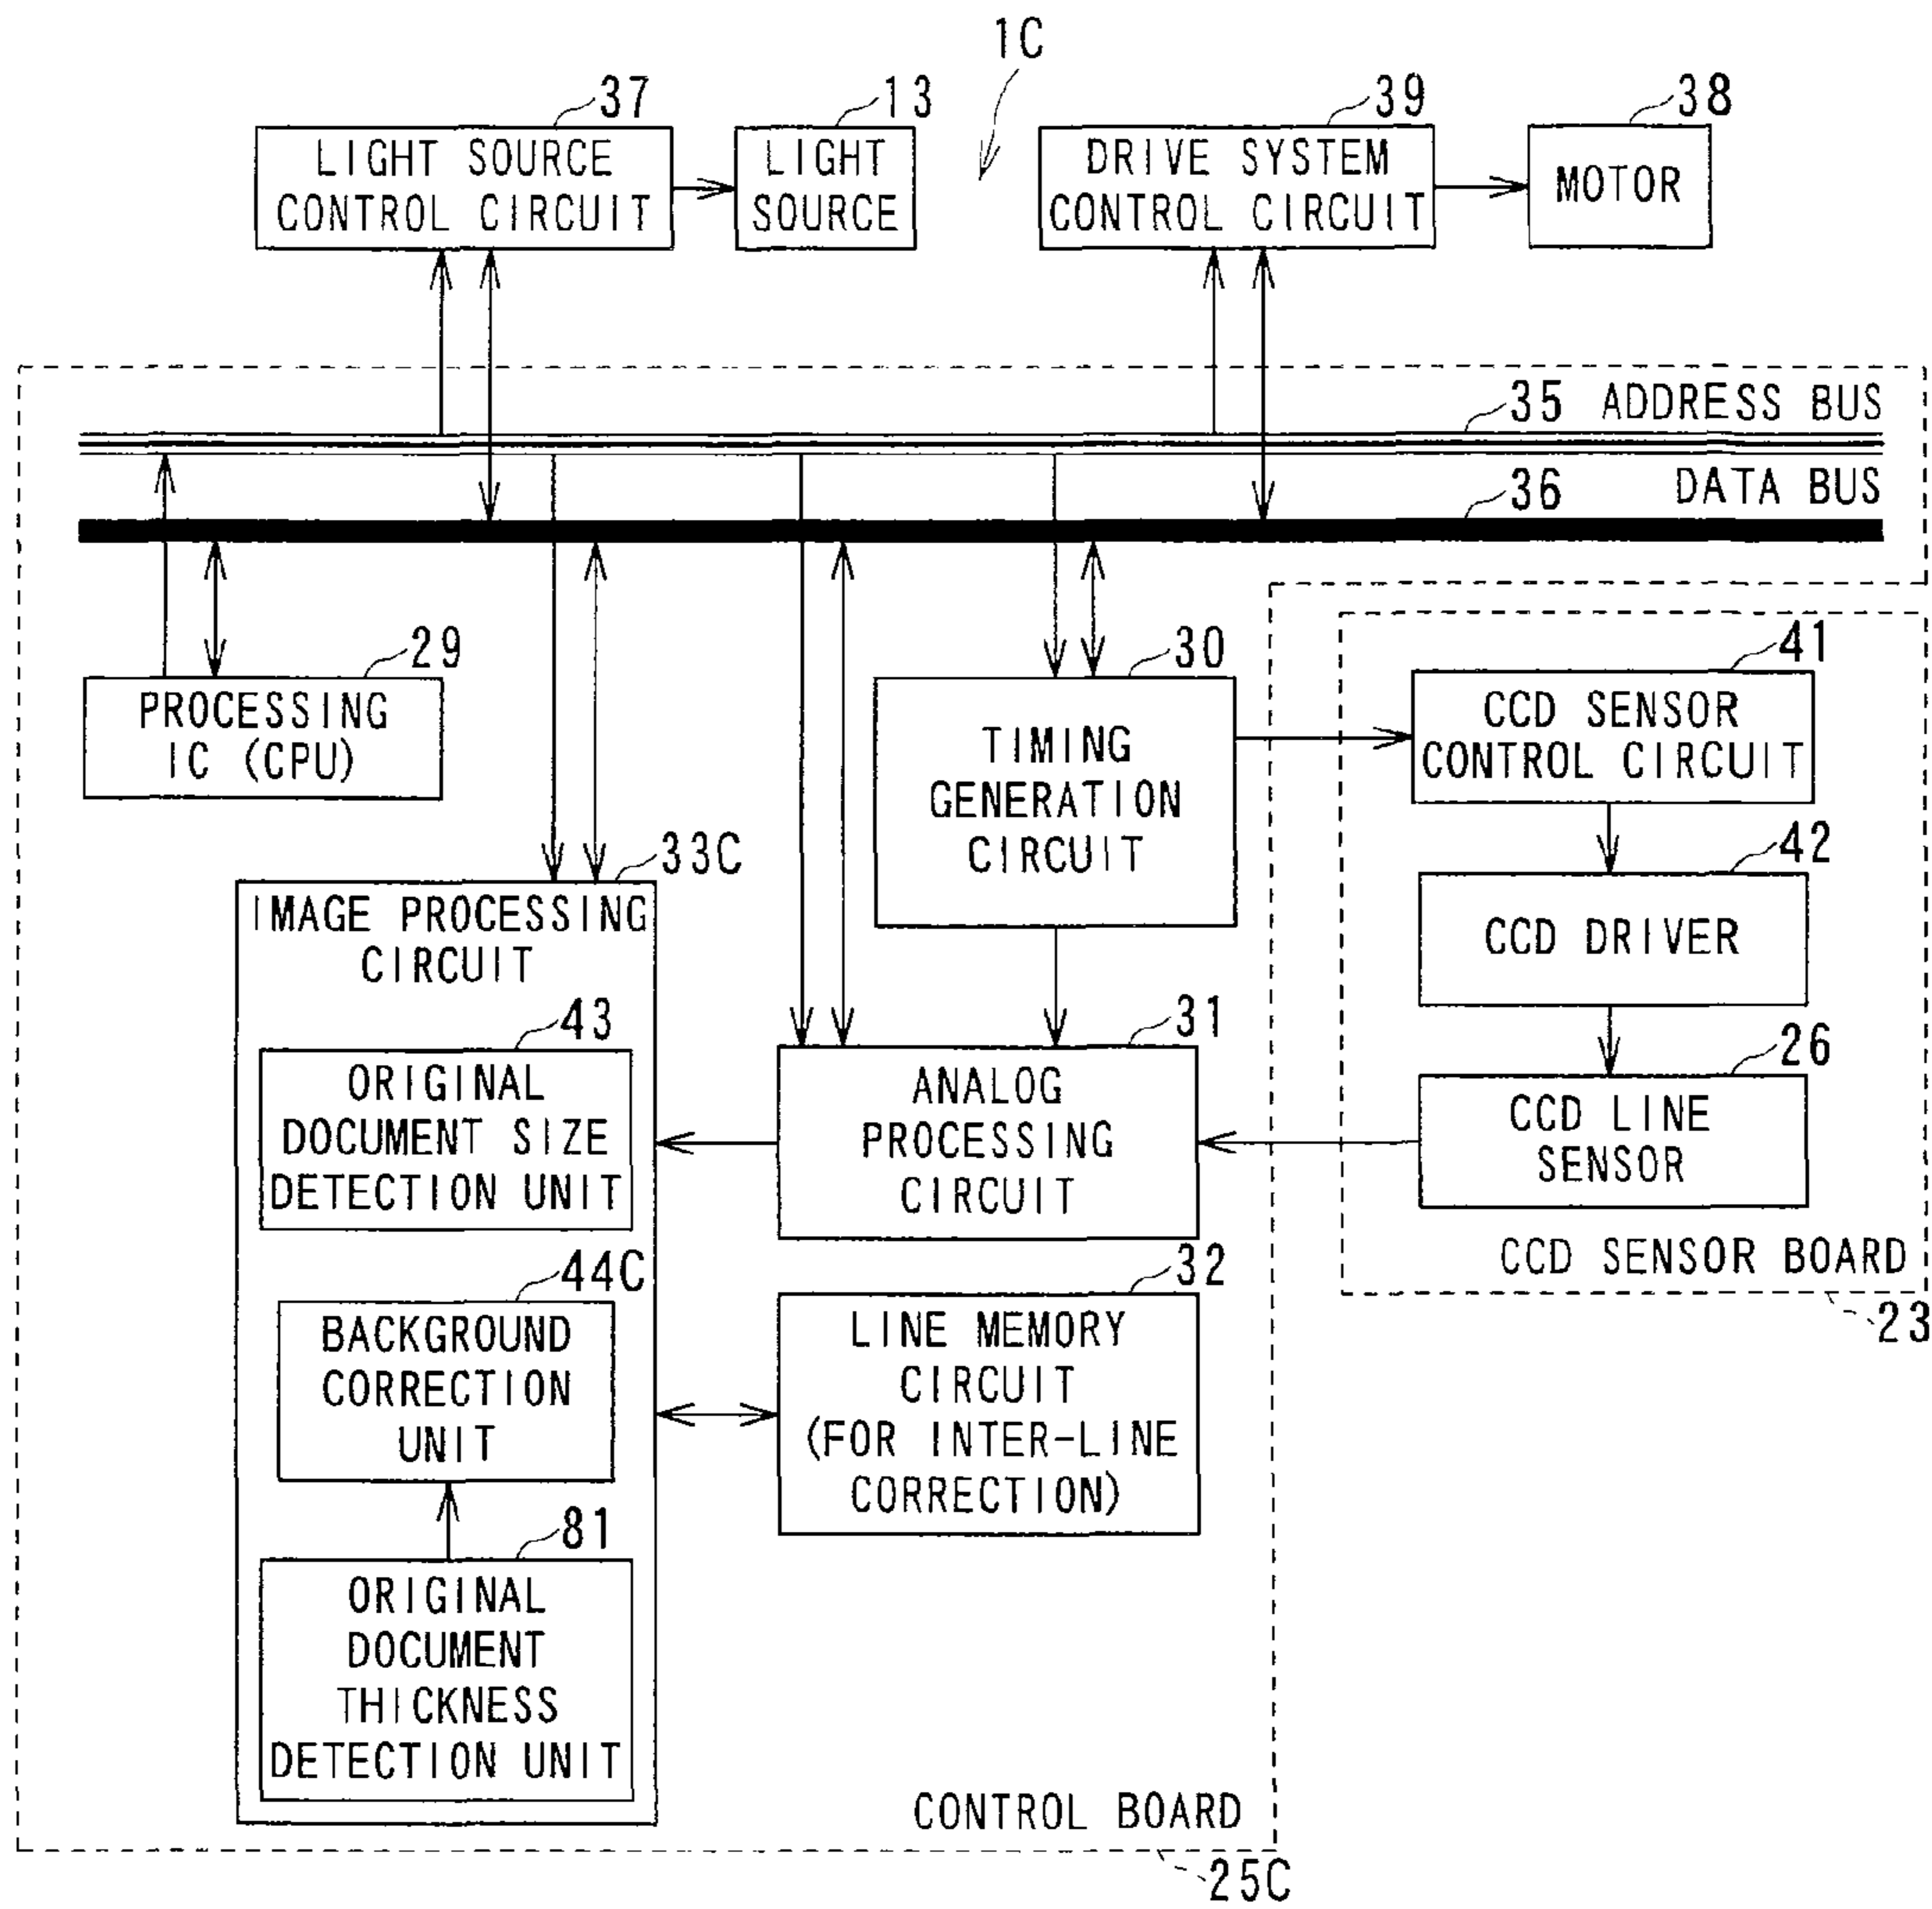 1C
37
13
39
38
LIGHT SOURCE
CONTROL CIRCUIT
LIGHT
SOURCE
DRIVE SYSTEM
CONTROL CIRCUIT
MOTOR
35 ADDRESS BUS
36 DATA BUS
29
PROCESSING
IC (CPU)
30
TIMING
GENERATION
CIRCUIT
41
CCD SENSOR
CONTROL CIRCUIT
42
CCD DRIVER
26
CCD LINE
SENSOR
CCD SENSOR BOARD
23
33C
IMAGE PROCESSING
CIRCUIT
43
ORIGINAL
DOCUMENT SIZE
DETECTION UNIT
31
ANALOG
PROCESSING
CIRCUIT
44C
BACKGROUND
CORRECTION
UNIT
32
LINE MEMORY
CIRCUIT
(FOR INTER-LINE
CORRECTION)
81
ORIGINAL
DOCUMENT
THICKNESS
DETECTION UNIT
CONTROL BOARD
25C